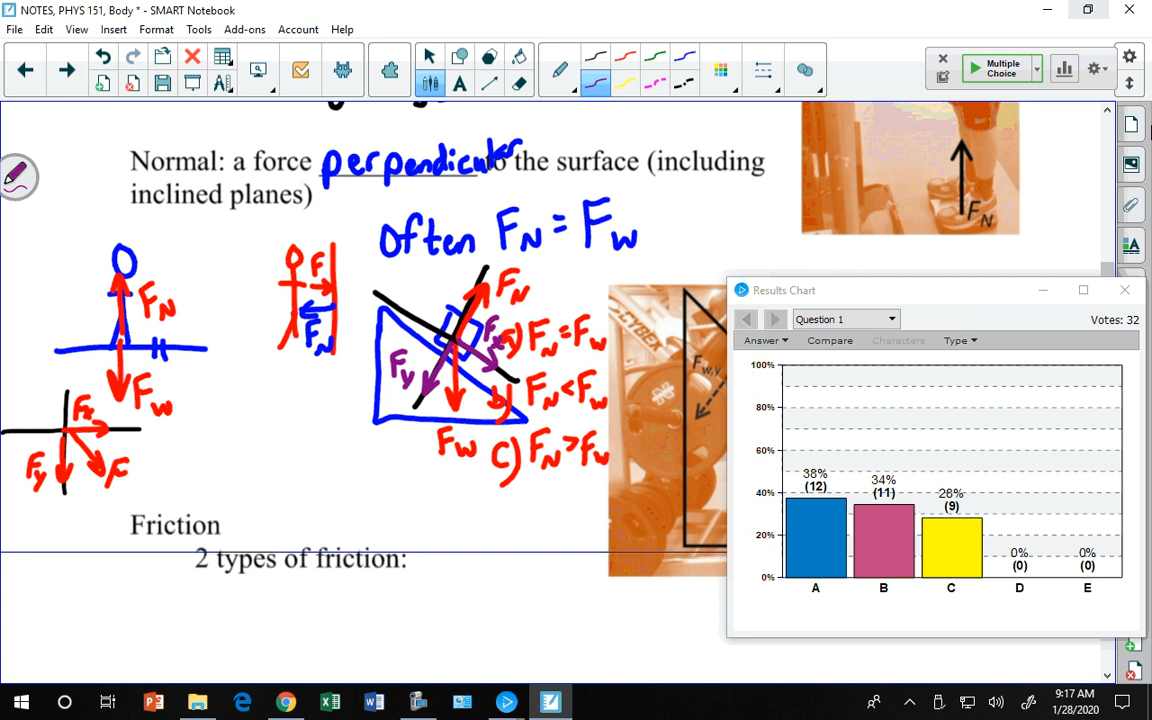 NOTES, PHYS 151, Body * - SMART Notebook
File Edit View Insert Format Tools Add-ons Account Help
Multiple
Choice
Normal: a force perpendicular to the surface (including
inclined planes)
Often FN = FW
FN
FW
F
FN
FN
Fx
Fy
FW
A) FN = FW
B) FN < FW
C) FN > FW
Fx
Fy
F
FN
CYBEX
FW,y
Friction
2 types of friction:
Results Chart
Question 1
Votes: 32
Answer Compare Characters Type
100%
80%
60%
40%
20%
0%
38%
(12)
34%
(11)
28%
(9)
0%
(0)
0%
(0)
A B C D E
9:17 AM
1/28/2020